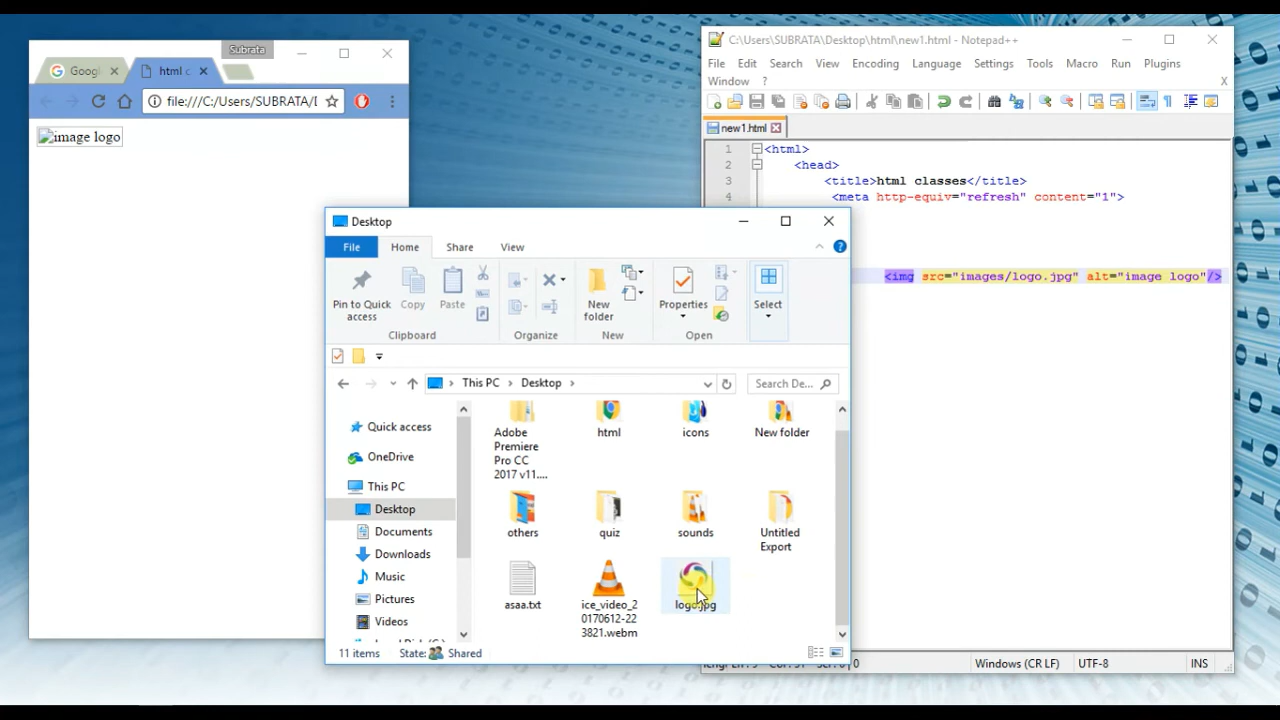 Subrata
Googl
html c
file:///C:/Users/SUBRATA/D
image logo
C:\Users\SUBRATA\Desktop\html\new1.html - Notepad++
File Edit Search View Encoding Language Settings Tools Macro Run Plugins
Window ? X
new1.html
1 <html>
2 <head>
3 <title>html classes</title>
4 <meta http-equiv="refresh" content="1">
<img src="images/logo.jpg" alt="image logo"/>
Desktop
File Home Share View
Pin to Quick access
Copy
Paste
New folder
Properties
Select
Clipboard Organize New Open
This PC > Desktop >
Search De...
Quick access
OneDrive
This PC
Desktop
Documents
Downloads
Music
Pictures
Videos
Adobe Premiere Pro CC 2017 v11....
html
icons
New folder
others
quiz
sounds
Untitled Export
asaa.txt
ice_video_20170612-223821.webm
logo.jpg
11 items State: Shared
Windows (CR LF) UTF-8 INS